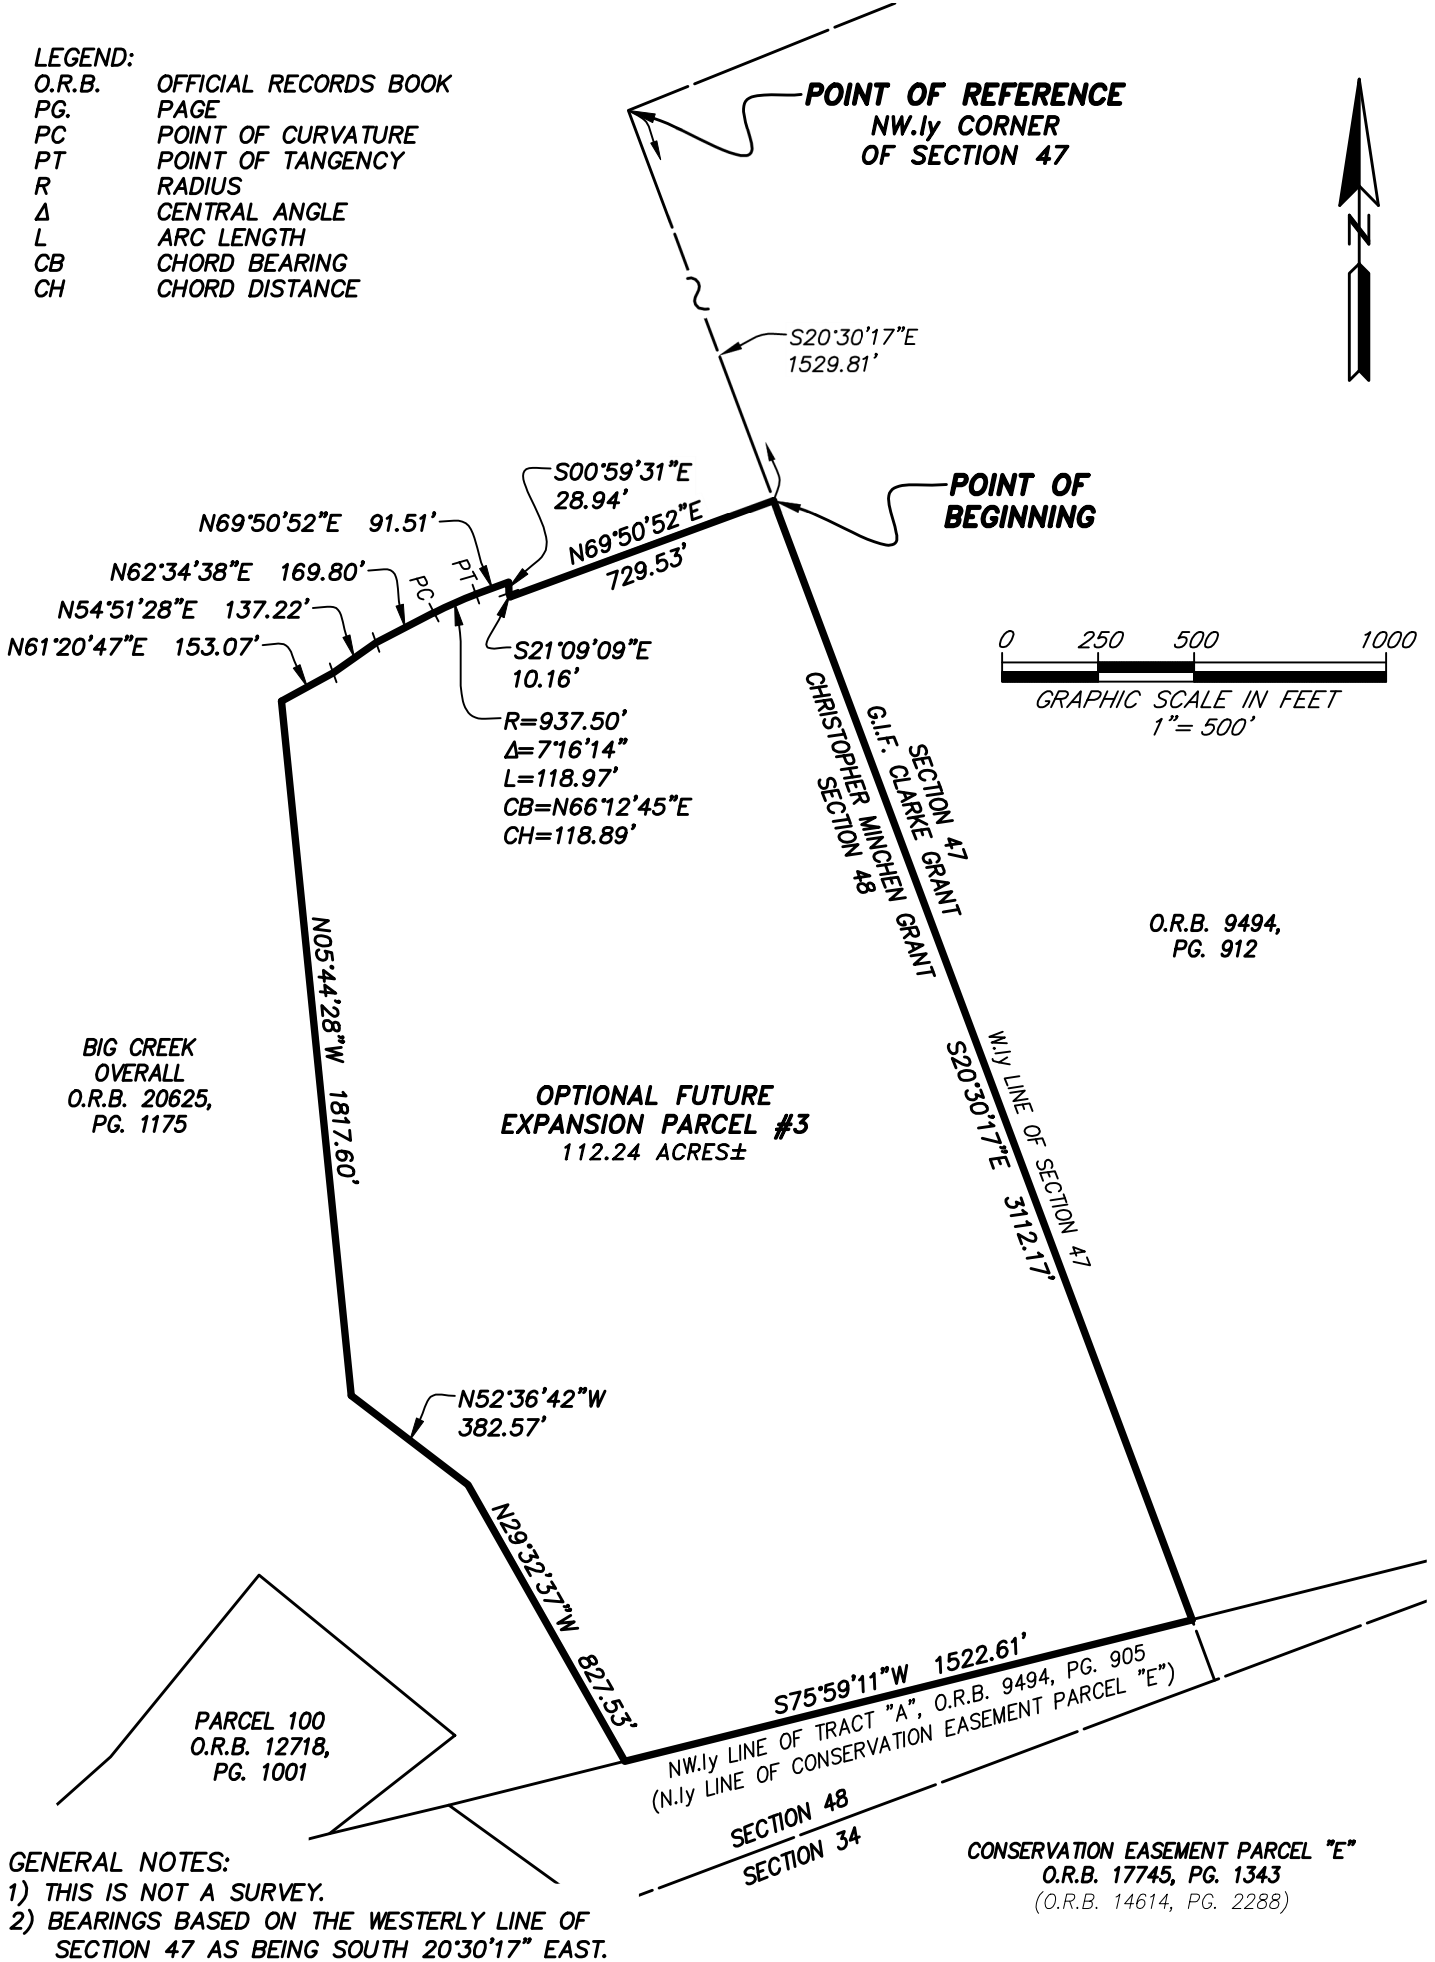 LEGEND:
O.R.B. OFFICIAL RECORDS BOOK
PG. PAGE
PC POINT OF CURVATURE
PT POINT OF TANGENCY
R RADIUS
Δ CENTRAL ANGLE
L ARC LENGTH
CB CHORD BEARING
CH CHORD DISTANCE
POINT OF REFERENCE
NW.ly CORNER
OF SECTION 47
N
S20°30'17"E
1529.81'
POINT OF
BEGINNING
S00°59'31"E
28.94'
N69°50'52"E 91.51'
N69°50'52"E
729.53'
N62°34'38"E 169.80'
PT
PC
N54°51'28"E 137.22'
N61°20'47"E 153.07'
S21°09'09"E
10.16'
R=937.50'
Δ=7°16'14"
L=118.97'
CB=N66°12'45"E
CH=118.89'
0 250 500 1000
GRAPHIC SCALE IN FEET
1"= 500'
SECTION 47
G.I.F. CLARKE GRANT
CHRISTOPHER MINCHEN GRANT
SECTION 48
O.R.B. 9494,
PG. 912
N05°44'28"W 1817.60'
BIG CREEK
OVERALL
O.R.B. 20625,
PG. 1175
OPTIONAL FUTURE
EXPANSION PARCEL #3
112.24 ACRES±
W.ly LINE OF SECTION 47
S20°30'17"E 3112.17'
N52°36'42"W
382.57'
N29°32'37"W 827.53'
S75°59'11"W 1522.61'
NW.ly LINE OF TRACT "A", O.R.B. 9494, PG. 905
(N.ly LINE OF CONSERVATION EASEMENT PARCEL "E")
PARCEL 100
O.R.B. 12718,
PG. 1001
SECTION 48
SECTION 34
CONSERVATION EASEMENT PARCEL "E"
O.R.B. 17745, PG. 1343
(O.R.B. 14614, PG. 2288)
GENERAL NOTES:
1) THIS IS NOT A SURVEY.
2) BEARINGS BASED ON THE WESTERLY LINE OF
SECTION 47 AS BEING SOUTH 20°30'17" EAST.